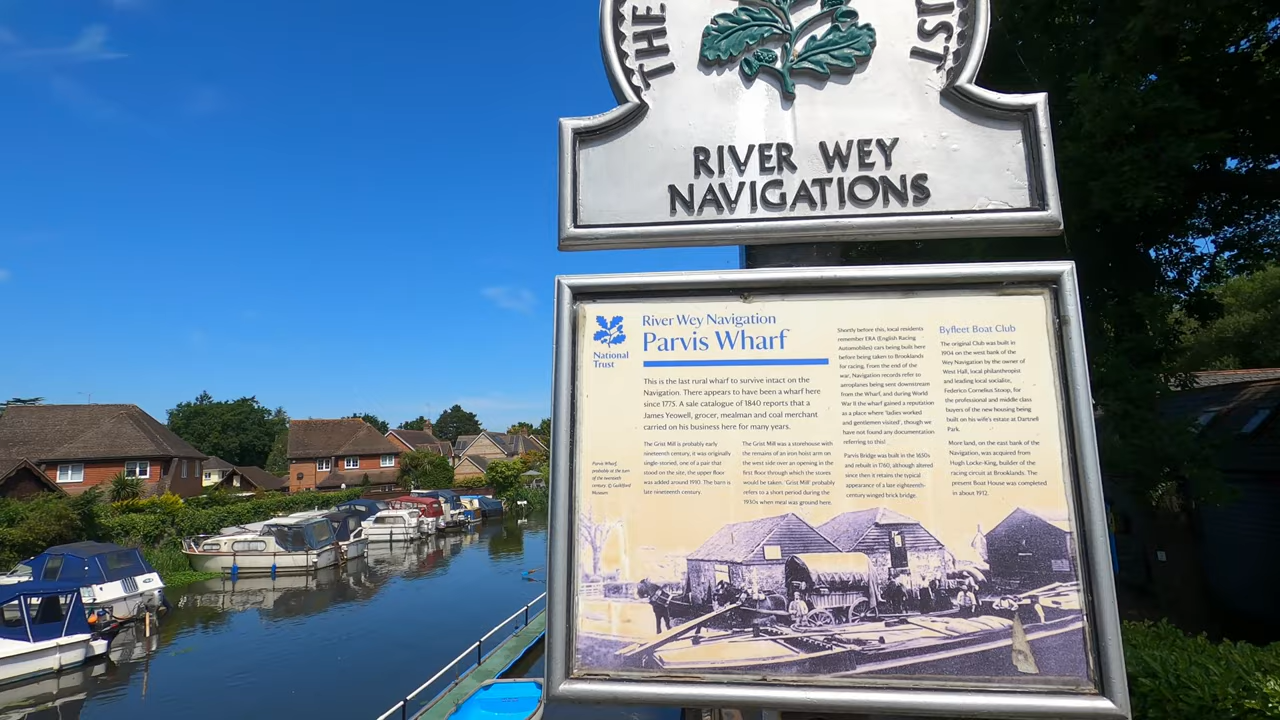 THE
UST
RIVER WEY
NAVIGATIONS
National
Trust
River Wey Navigation
Parvis Wharf
This is the last rural wharf to survive intact on the
Navigation. There appears to have been a wharf here
since 1775. A sale catalogue of 1840 reports that a
James Yeowell, grocer, mealman and coal merchant
carried on his business here for many years.
Parvis Wharf,
probably at the turn
of the twentieth
century. © Guildford
Museum
The Grist Mill is probably early
nineteenth century, it was originally
single-storied, one of a pair that
stood on the site, the upper floor
was added around 1910. The barn is
late nineteenth century.
The Grist Mill was a storehouse with
the remains of an iron hoist arm on
the west side over an opening in the
first floor through which the stores
would be taken. 'Grist Mill' probably
refers to a short period during the
1930s when meal was ground here.
Shortly before this, local residents
remember ERA (English Racing
Automobiles) cars being built here
before being taken to Brooklands
for racing. From the end of the
war, Navigation records refer to
aeroplanes being sent downstream
from the Wharf, and during World
War II the wharf gained a reputation
as a place where 'ladies worked
and gentlemen visited', though we
have not found any documentation
referring to this!
Parvis Bridge was built in the 1650s
and rebuilt in 1760, although altered
since then it retains the typical
appearance of a late eighteenth-
century winged brick bridge.
Byfleet Boat Club
The original Club was built in
1904 on the west bank of the
Wey Navigation by the owner of
West Hall, local philanthropist
and leading local socialist,
Federico Cornelius Stoop, for
the professional and middle class
buyers of the new housing being
built on his wife's estate at Dartnell
Park.
More land, on the east bank of the
Navigation, was acquired from
Hugh Locke-King, builder of the
racing circuit at Brooklands. The
present Boat House was completed
in about 1912.